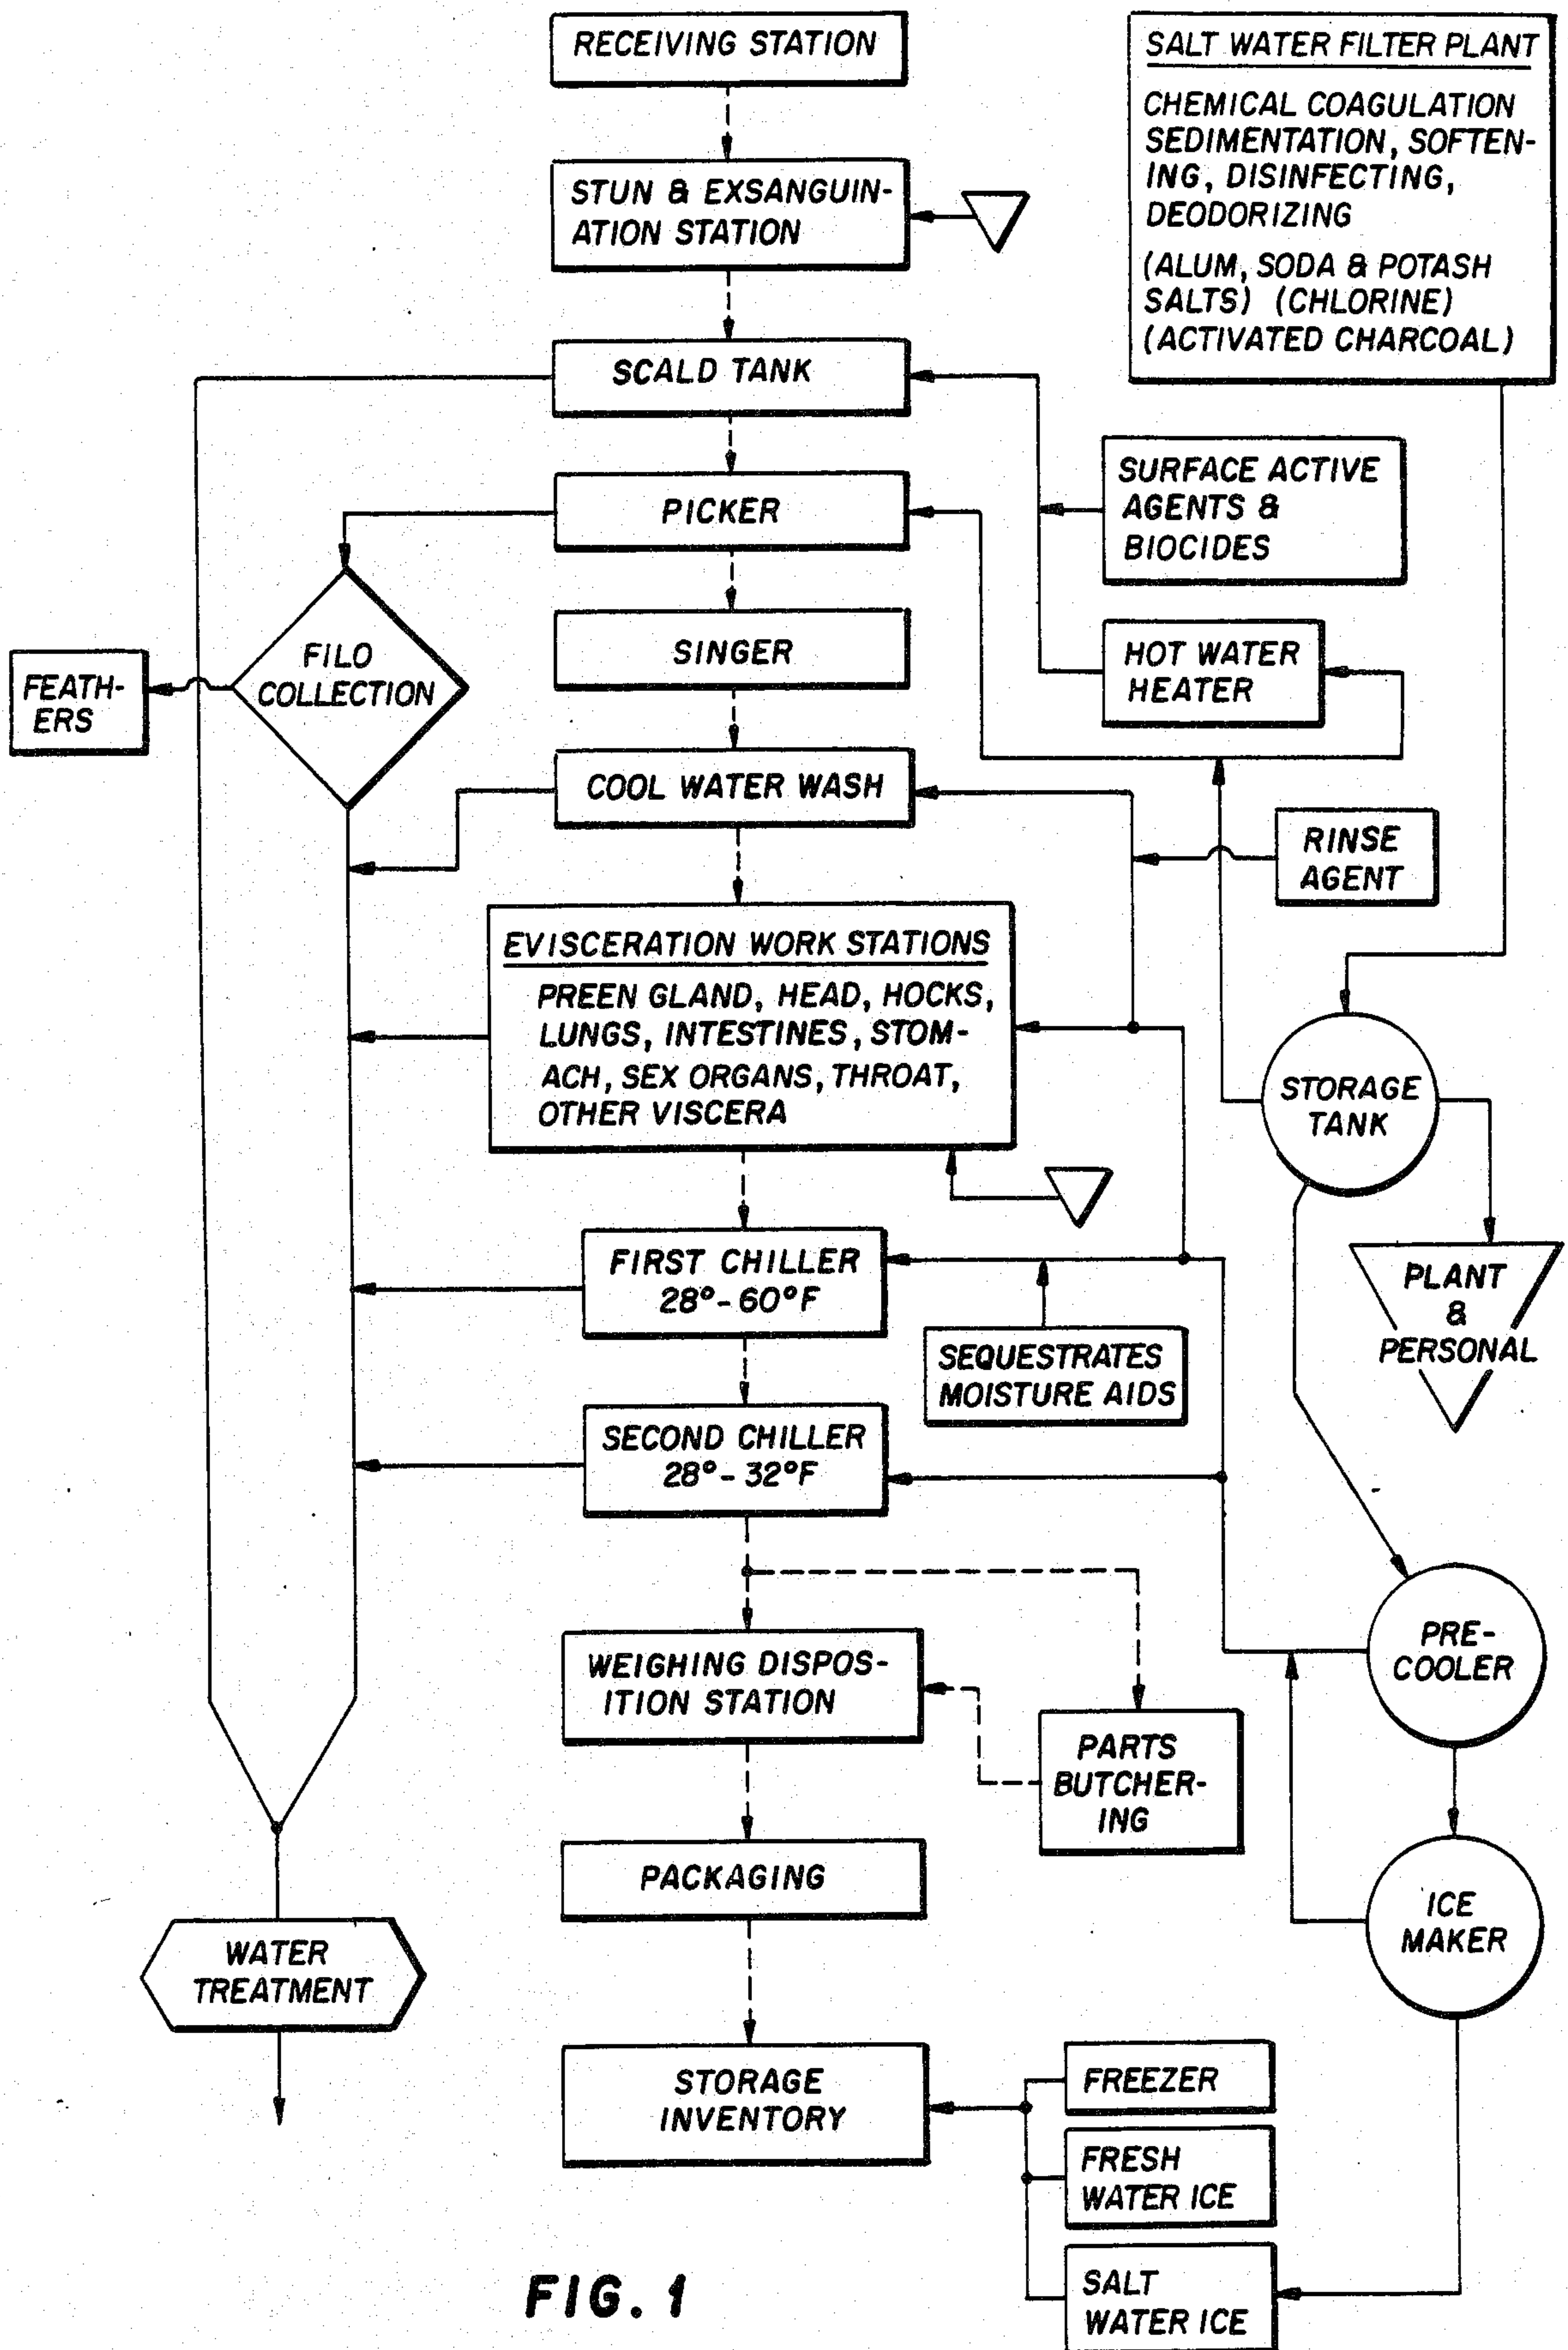 RECEIVING STATION
SALT WATER FILTER PLANT
CHEMICAL COAGULATION
SEDIMENTATION, SOFTEN-
ING, DISINFECTING,
DEODORIZING
(ALUM, SODA & POTASH
SALTS) (CHLORINE)
(ACTIVATED CHARCOAL)
STUN & EXSANGUIN-
ATION STATION
SCALD TANK
SURFACE ACTIVE
AGENTS &
BIOCIDES
PICKER
FILO
COLLECTION
FEATH-
ERS
SINGER
HOT WATER
HEATER
COOL WATER WASH
RINSE
AGENT
EVISCERATION WORK STATIONS
PREEN GLAND, HEAD, HOCKS,
LUNGS, INTESTINES, STOM-
ACH, SEX ORGANS, THROAT,
OTHER VISCERA
STORAGE
TANK
FIRST CHILLER
28°-60°F
PLANT
&
PERSONAL
SEQUESTRATES
MOISTURE AIDS
SECOND CHILLER
28°-32°F
WEIGHING DISPOS-
ITION STATION
PRE-
COOLER
PARTS
BUTCHER-
ING
PACKAGING
ICE
MAKER
WATER
TREATMENT
STORAGE
INVENTORY
FREEZER
FRESH
WATER ICE
SALT
WATER ICE
FIG. 1